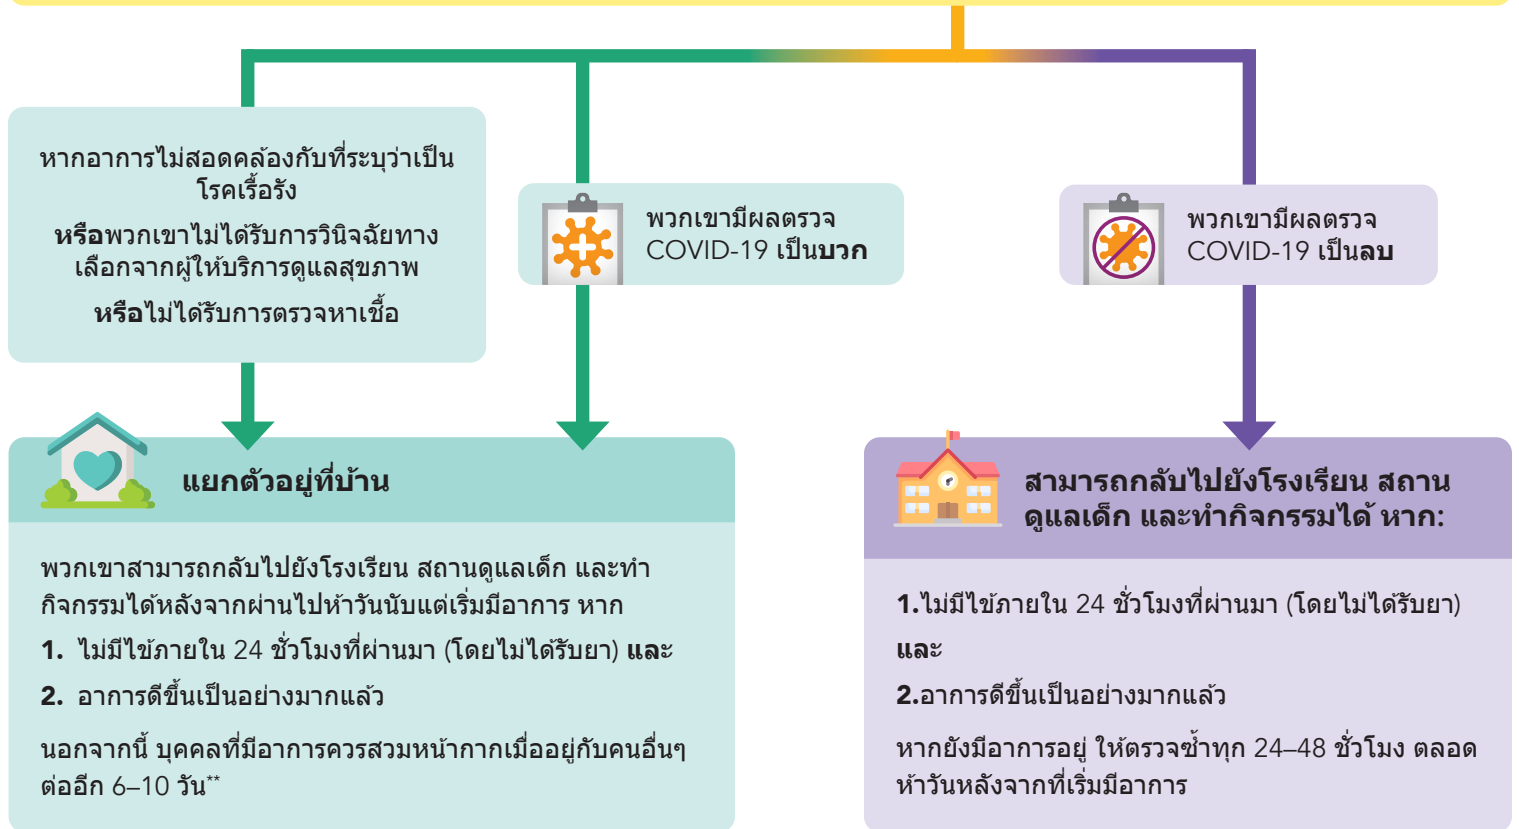 หากอาการไม่สอดคล้องกับที่ระบุว่าเป็น
โรคเรื้อรัง
หรือพวกเขาไม่ได้รับการวินิจฉัยทาง
เลือกจากผู้ให้บริการดูแลสุขภาพ
หรือไม่ได้รับการตรวจหาเชื้อ
พวกเขามีผลตรวจ
COVID-19 เป็นบวก
พวกเขามีผลตรวจ
COVID-19 เป็นลบ
แยกตัวอยู่ที่บ้าน
พวกเขาสามารถกลับไปยังโรงเรียน สถานดูแลเด็ก และทำ
กิจกรรมได้หลังจากผ่านไปห้าวันนับแต่เริ่มมีอาการ หาก
1. ไม่มีไข้ภายใน 24 ชั่วโมงที่ผ่านมา (โดยไม่ได้รับยา) และ
2. อาการดีขึ้นเป็นอย่างมากแล้ว
นอกจากนี้ บุคคลที่มีอาการควรสวมหน้ากากเมื่ออยู่กับคนอื่นๆ
ต่ออีก 6–10 วัน**
สามารถกลับไปยังโรงเรียน สถาน
ดูแลเด็ก และทำกิจกรรมได้ หาก:
1.ไม่มีไข้ภายใน 24 ชั่วโมงที่ผ่านมา (โดยไม่ได้รับยา)
และ
2.อาการดีขึ้นเป็นอย่างมากแล้ว
หากยังมีอาการอยู่ ให้ตรวจซ้ำทุก 24–48 ชั่วโมง ตลอด
ห้าวันหลังจากที่เริ่มมีอาการ